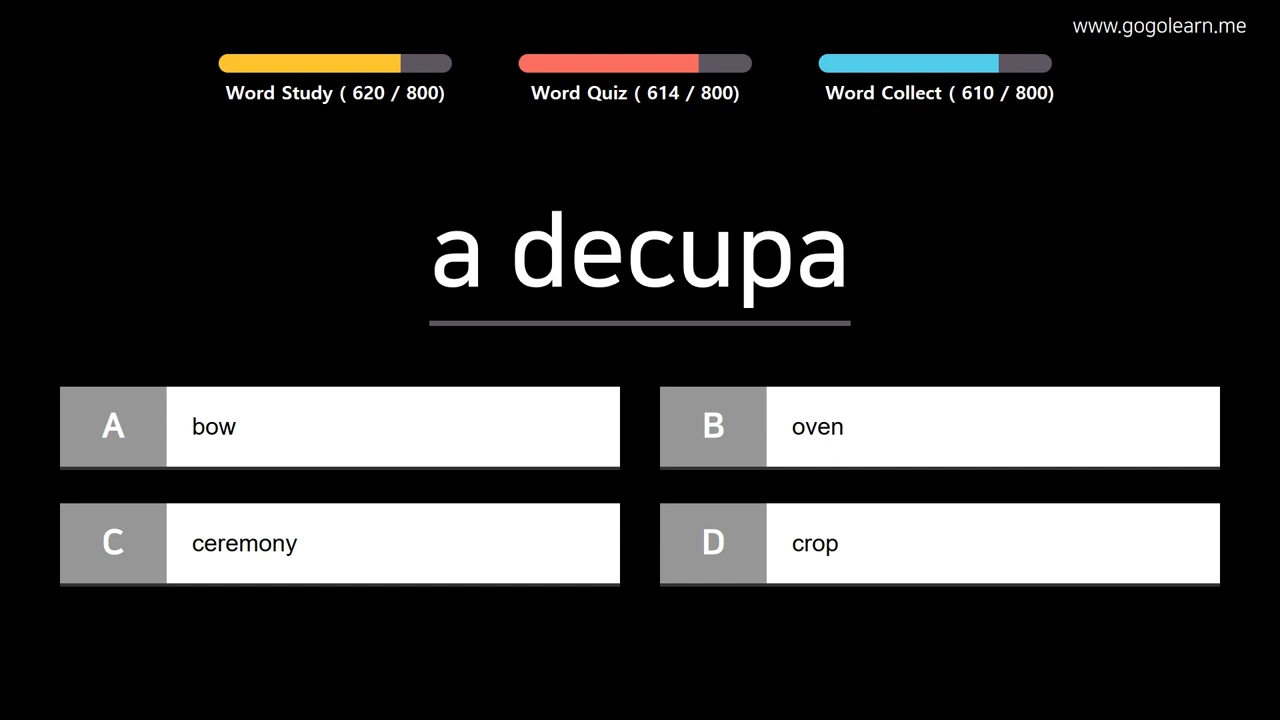 www.gogolearn.me
Word Study ( 620 / 800)
Word Quiz ( 614 / 800)
Word Collect ( 610 / 800)
a decupa
A bow
B oven
C ceremony
D crop